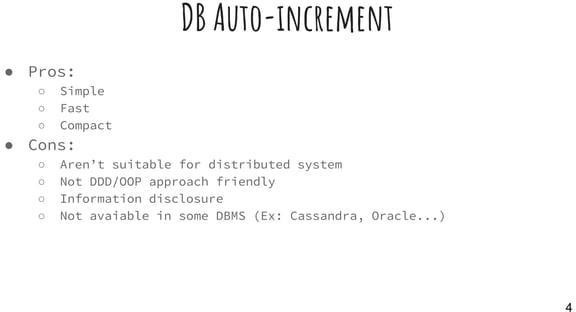 DB Auto-increment
● Pros:
○ Simple
○ Fast
○ Compact
● Cons:
○ Aren't suitable for distributed system
○ Not DDD/OOP approach friendly
○ Information disclosure
○ Not avaiable in some DBMS (Ex: Cassandra, Oracle...)
4